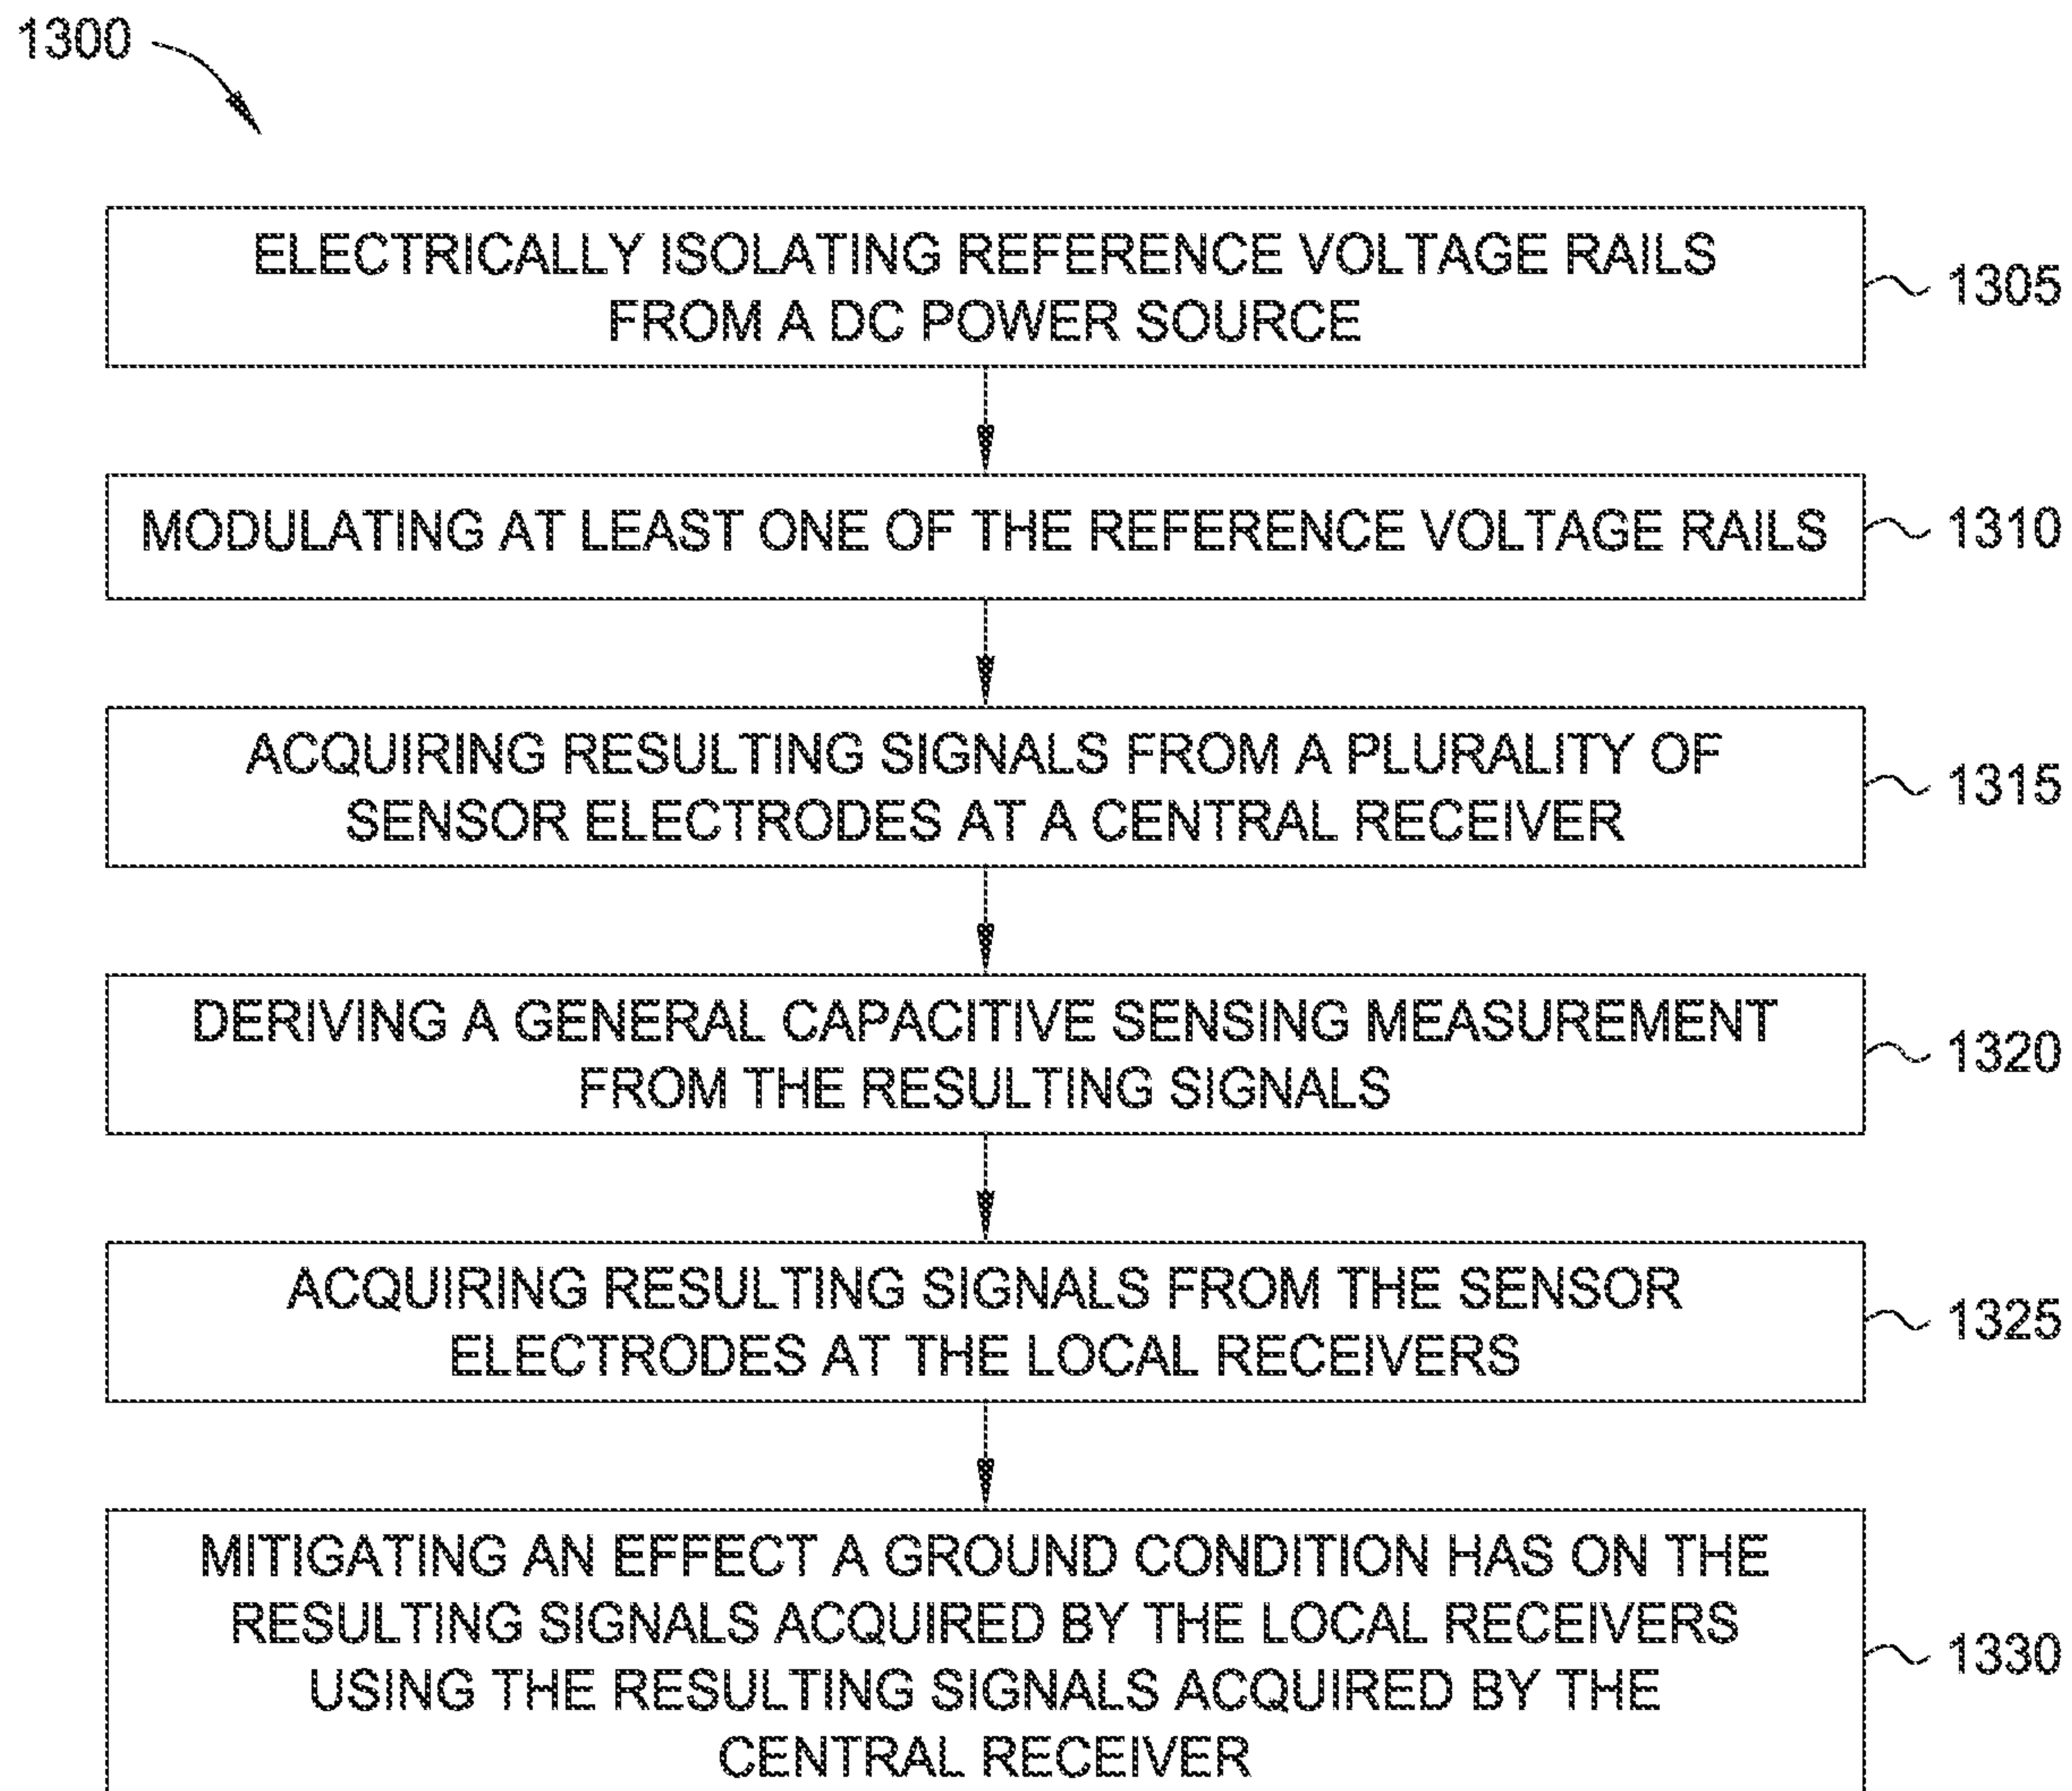 1300
ELECTRICALLY ISOLATING REFERENCE VOLTAGE RAILS
FROM A DC POWER SOURCE
1305
MODULATING AT LEAST ONE OF THE REFERENCE VOLTAGE RAILS
1310
ACQUIRING RESULTING SIGNALS FROM A PLURALITY OF
SENSOR ELECTRODES AT A CENTRAL RECEIVER
1315
DERIVING A GENERAL CAPACITIVE SENSING MEASUREMENT
FROM THE RESULTING SIGNALS
1320
ACQUIRING RESULTING SIGNALS FROM THE SENSOR
ELECTRODES AT THE LOCAL RECEIVERS
1325
MITIGATING AN EFFECT A GROUND CONDITION HAS ON THE
RESULTING SIGNALS ACQUIRED BY THE LOCAL RECEIVERS
USING THE RESULTING SIGNALS ACQUIRED BY THE
CENTRAL RECEIVER
1330